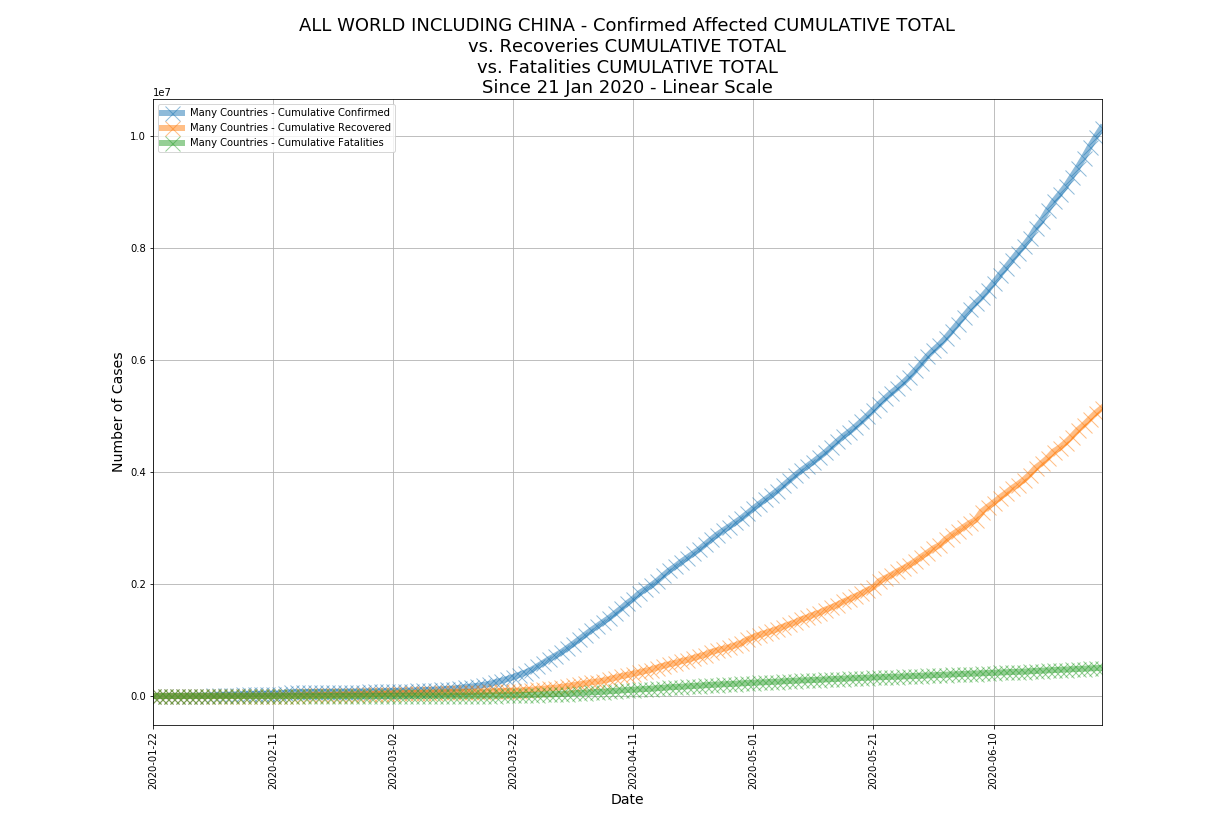 ALL WORLD INCLUDING CHINA - Confirmed Affected CUMULATIVE TOTAL
vs. Recoveries CUMULATIVE TOTAL
vs. Fatalities CUMULATIVE TOTAL
Since 21 Jan 2020 - Linear Scale
1e7
Many Countries - Cumulative Confirmed
Many Countries - Cumulative Recovered
Many Countries - Cumulative Fatalities
1.0
0.8
0.6
0.4
0.2
0.0
Number of Cases
2020-01-22
2020-02-11
2020-03-02
2020-03-22
2020-04-11
2020-05-01
2020-05-21
2020-06-10
Date